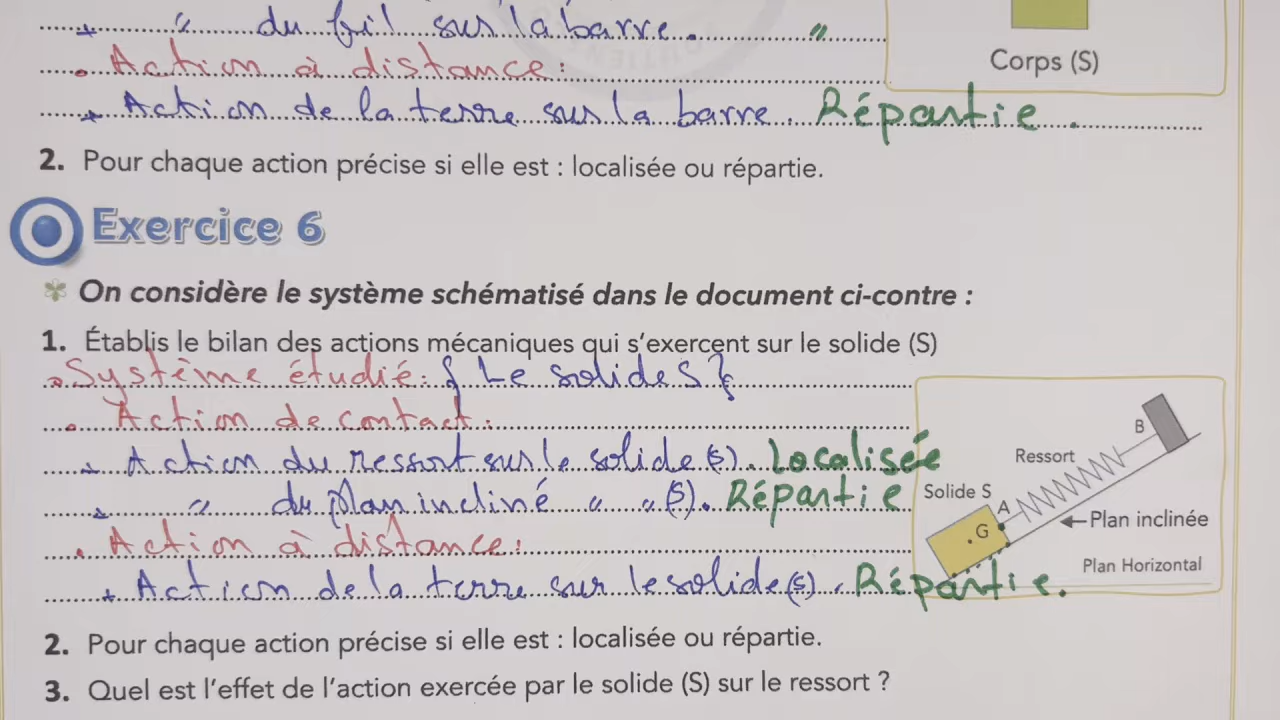 + " du fil sur la barre. "
Corps (S)
• Action à distance :
+ Action de la terre sur la barre. Répartie.
2. Pour chaque action précise si elle est : localisée ou répartie.
Exercice 6
On considère le système schématisé dans le document ci-contre :
1. Établis le bilan des actions mécaniques qui s'exercent sur le solide (S)
• Système étudié : { Le solide S }
• Action de contact :
+ Action du ressort sur le solide (S). Localisée
+ " du plan incliné " " (S). Répartie
• Action à distance :
+ Action de la terre sur le solide (S). Répartie.
B
Ressort
Solide S
A
G
Plan inclinée
Plan Horizontal
2. Pour chaque action précise si elle est : localisée ou répartie.
3. Quel est l'effet de l'action exercée par le solide (S) sur le ressort ?